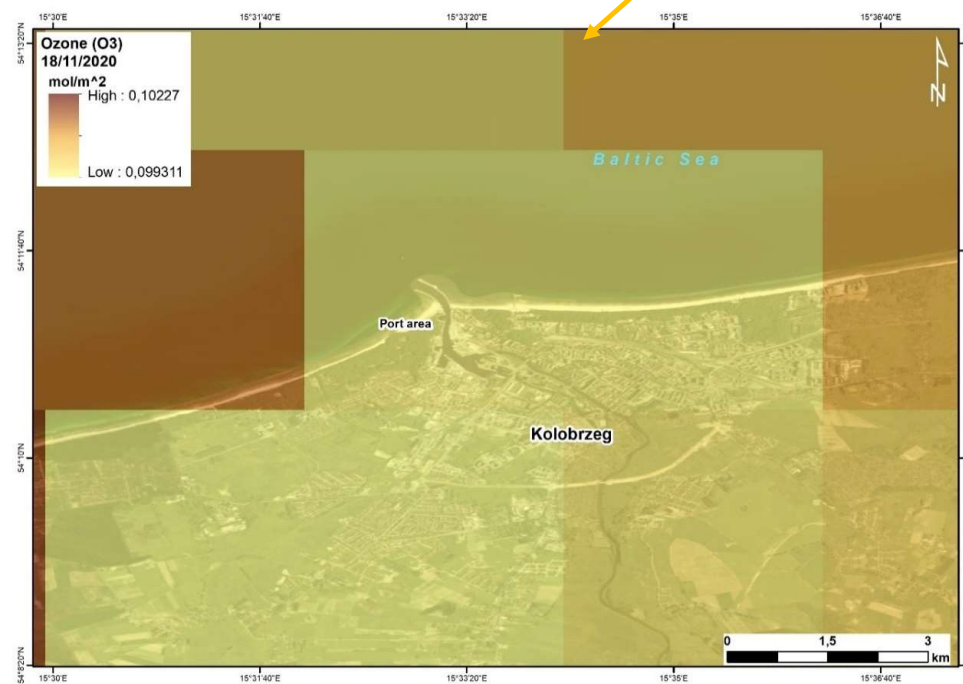 15°30'E 15°31'40"E 15°33'20"E 15°35'E 15°36'40"E
54°13'20"N
Ozone (O3)
18/11/2020
mol/m^2
High : 0,10227
Low : 0,099311
N
Baltic Sea
54°11'40"N
Port area
Kolobrzeg
54°10'N
0 1,5 3
km
54°8'20"N
15°30'E 15°31'40"E 15°33'20"E 15°35'E 15°36'40"E